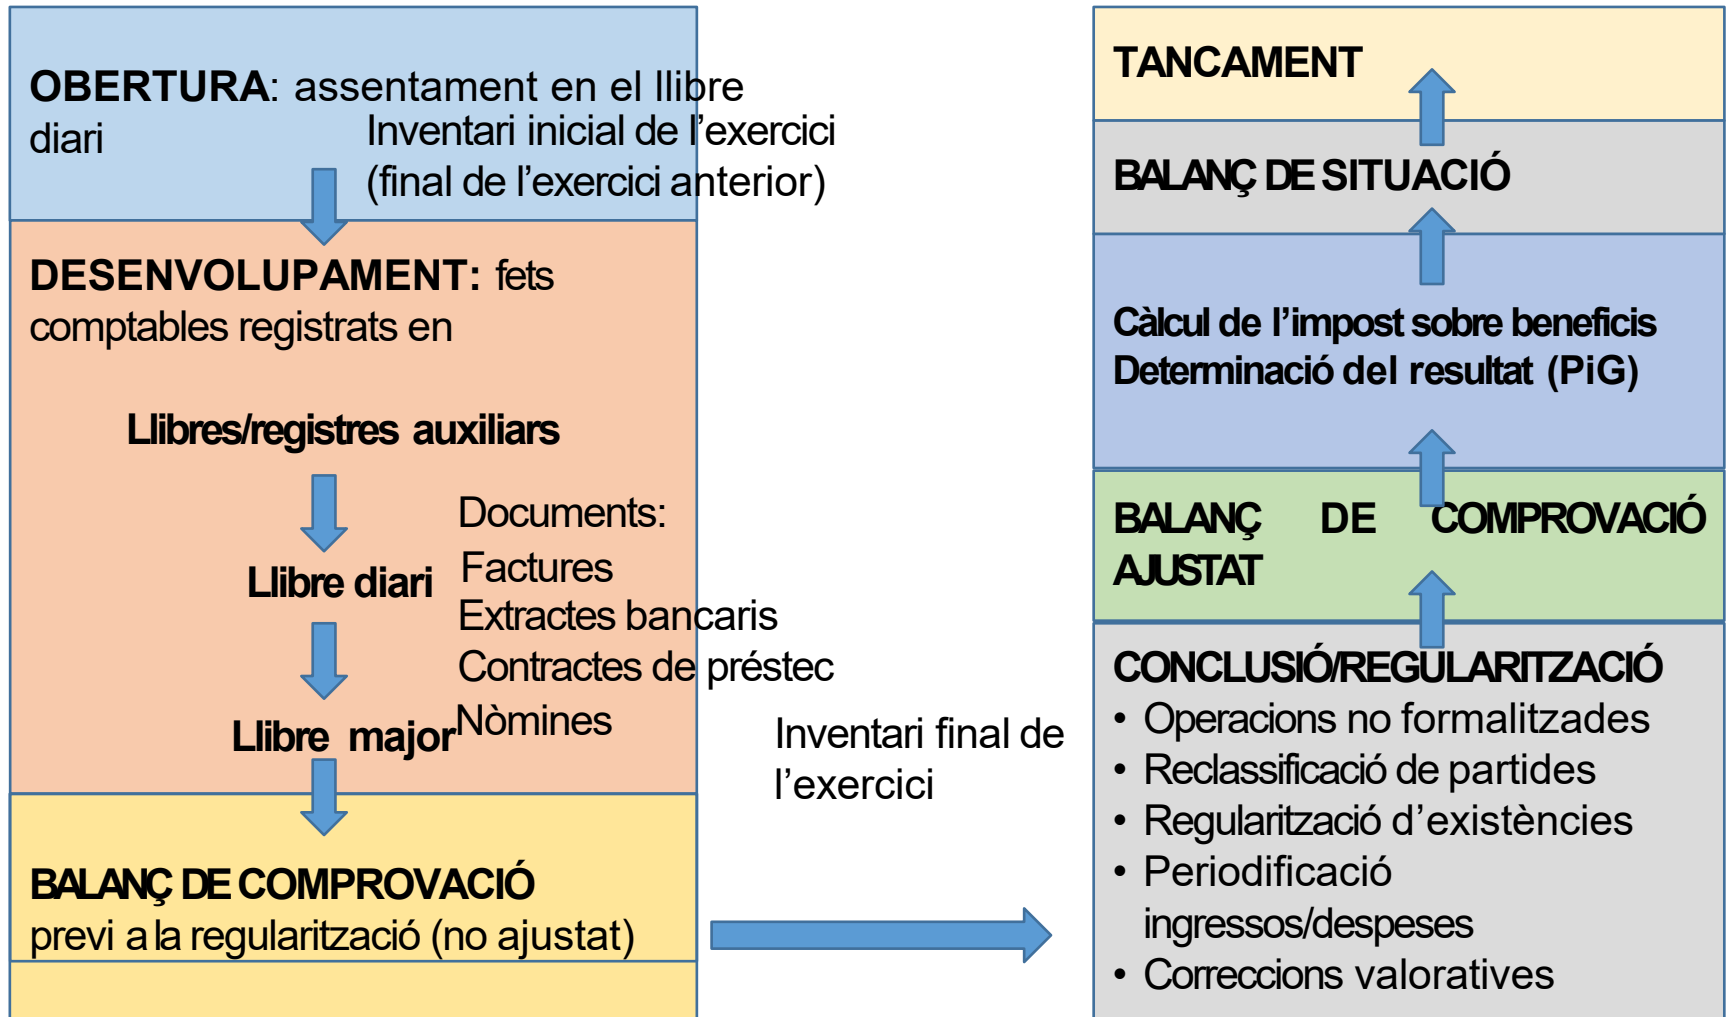 OBERTURA: assentament en el llibre
diari
Inventari inicial de l’exercici
(final de l’exercici anterior)
DESENVOLUPAMENT: fets
comptables registrats en
Llibres/registres auxiliars
Llibre diari
Llibre major
Documents:
Factures
Extractes bancaris
Contractes de préstec
Nòmines
BALANÇ DE COMPROVACIÓ
previ a la regularització (no ajustat)
Inventari final de
l’exercici
TANCAMENT
BALANÇ DE SITUACIÓ
Càlcul de l’impost sobre beneficis
Determinació del resultat (PiG)
BALANÇ DE COMPROVACIÓ
AJUSTAT
CONCLUSIÓ/REGULARITZACIÓ
• Operacions no formalitzades
• Reclassificació de partides
• Regularització d’existències
• Periodificació
ingressos/despeses
• Correccions valoratives